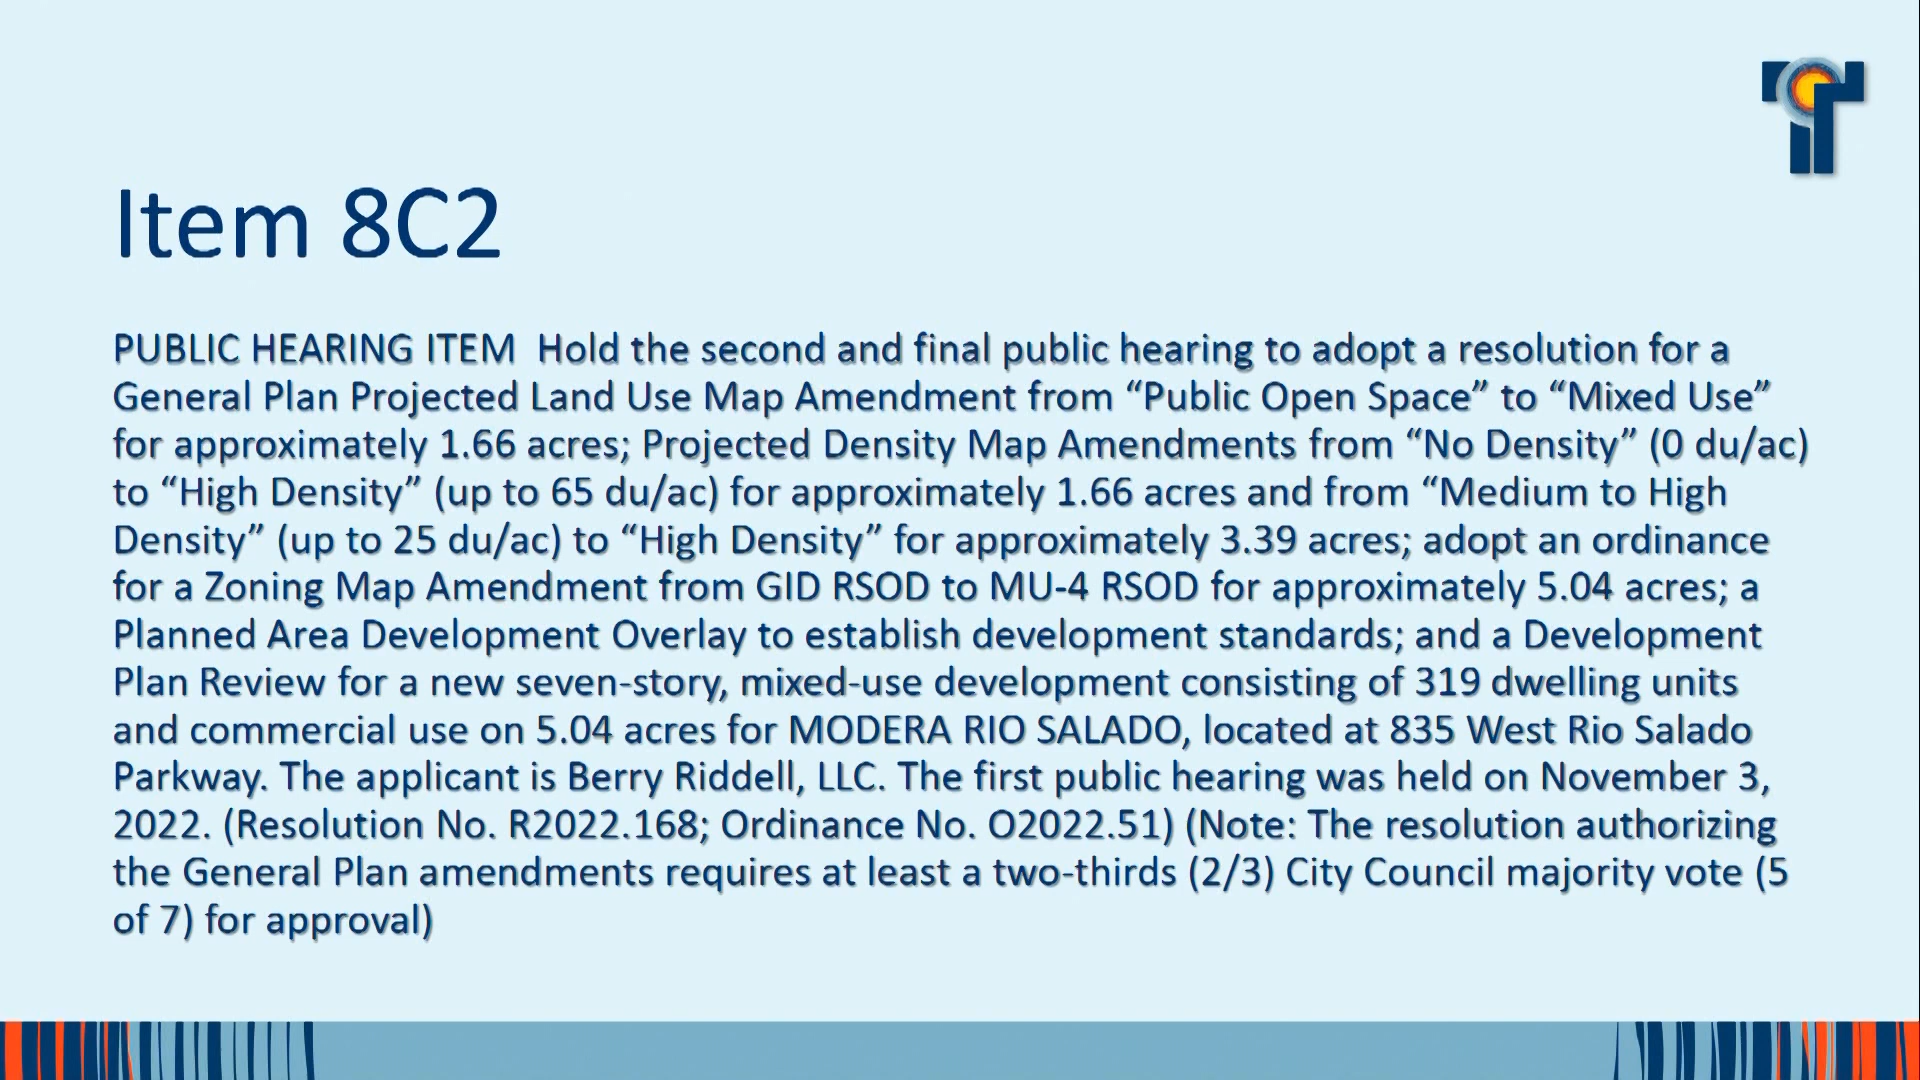 Item 8C2
PUBLIC HEARING ITEM  Hold the second and final public hearing to adopt a resolution for a
General Plan Projected Land Use Map Amendment from “Public Open Space” to “Mixed Use”
for approximately 1.66 acres; Projected Density Map Amendments from “No Density” (0 du/ac)
to “High Density” (up to 65 du/ac) for approximately 1.66 acres and from “Medium to High
Density” (up to 25 du/ac) to “High Density” for approximately 3.39 acres; adopt an ordinance
for a Zoning Map Amendment from GID RSOD to MU-4 RSOD for approximately 5.04 acres; a
Planned Area Development Overlay to establish development standards; and a Development
Plan Review for a new seven-story, mixed-use development consisting of 319 dwelling units
and commercial use on 5.04 acres for MODERA RIO SALADO, located at 835 West Rio Salado
Parkway. The applicant is Berry Riddell, LLC. The first public hearing was held on November 3,
2022. (Resolution No. R2022.168; Ordinance No. O2022.51) (Note: The resolution authorizing
the General Plan amendments requires at least a two-thirds (2/3) City Council majority vote (5
of 7) for approval)